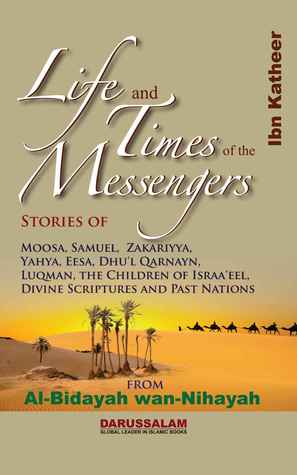 Life and
Times of the
Messengers
Ibn Katheer
STORIES OF
MOOSA, SAMUEL, ZAKARIYYA,
YAHYA, EESA, DHU'L QARNAYN,
LUQMAN, THE CHILDREN OF ISRAA'EEL,
DIVINE SCRIPTURES AND PAST NATIONS
FROM
Al-Bidayah wan-Nihayah
DARUSSALAM
GLOBAL LEADER IN ISLAMIC BOOKS